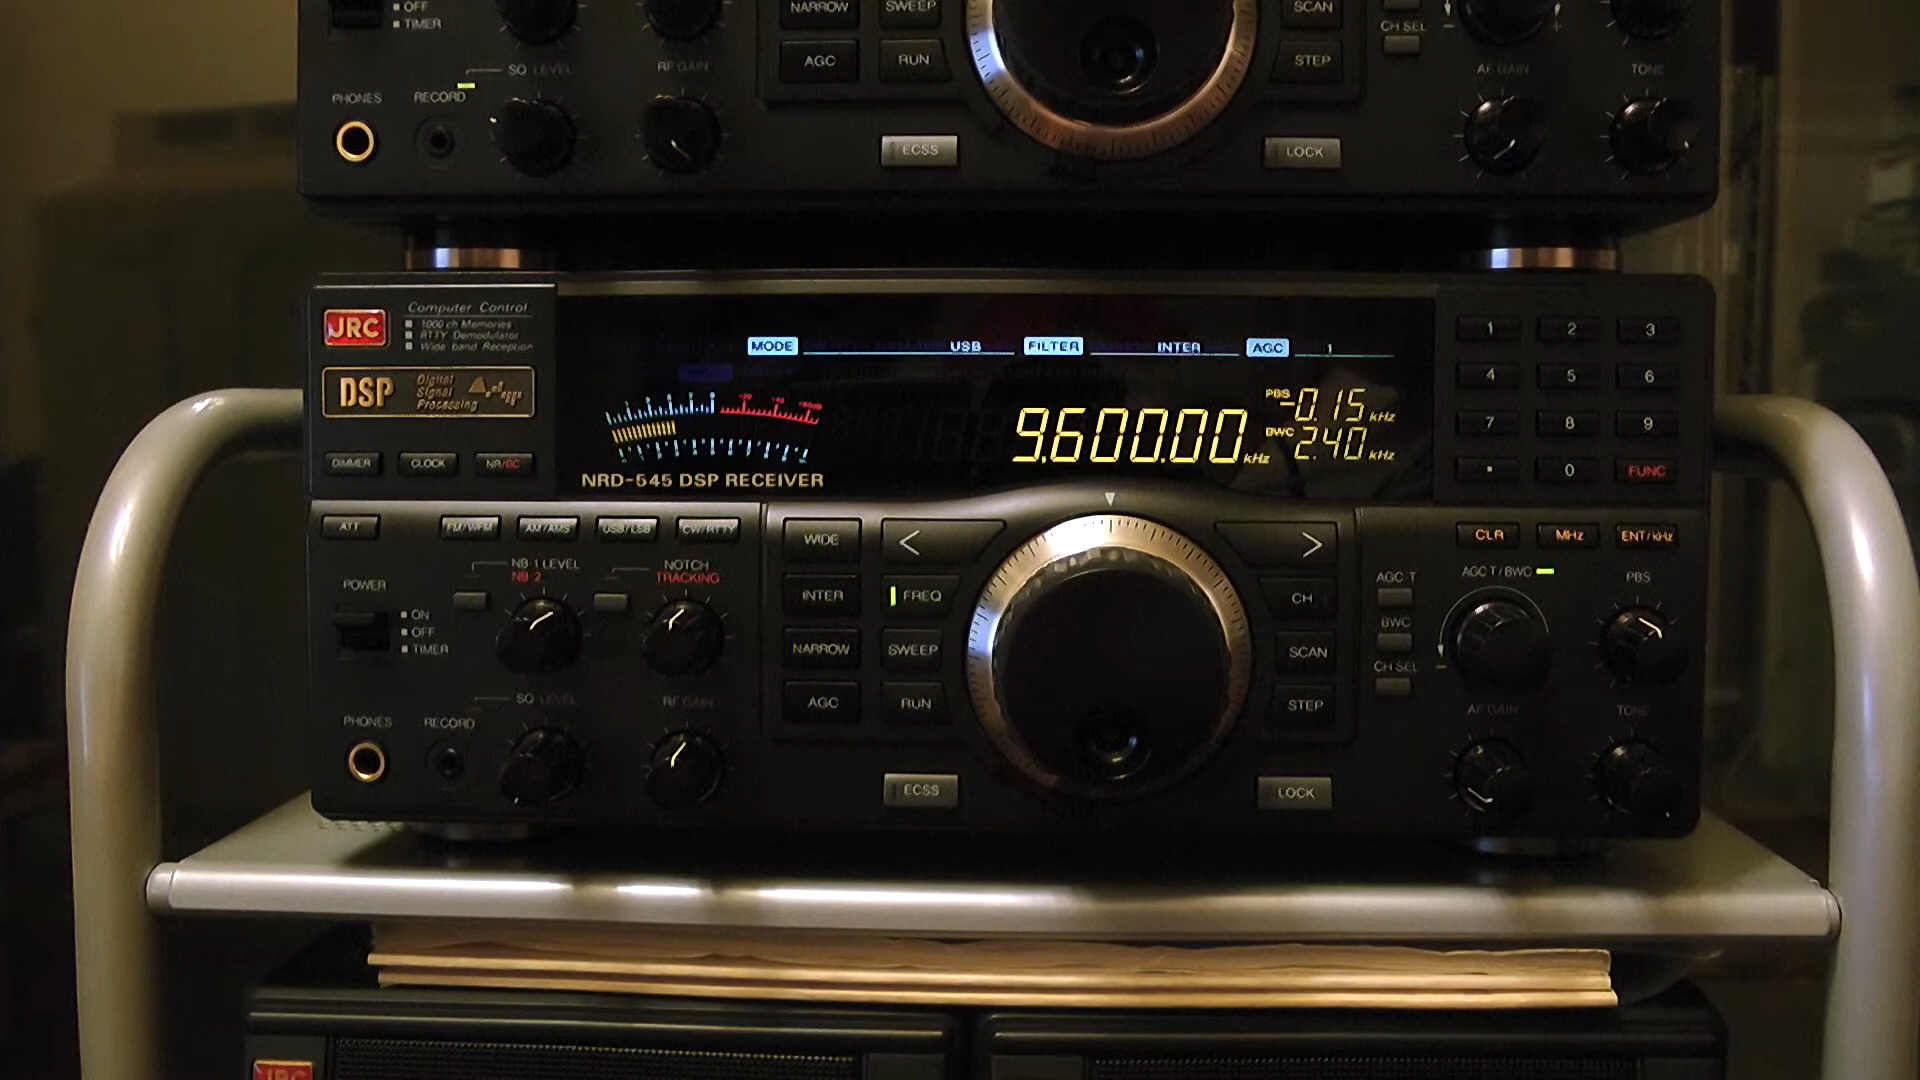 OFF
TIMER
NARROW
SWEEP
SCAN
CH SEL
AGC
RUN
STEP
SQ LEVEL
RF GAIN
AF GAIN
TONE
PHONES
RECORD
ECSS
LOCK
JRC
Computer Control
1000 ch Memories
RTTY Demodulator
Wide band Reception
DSP
Digital
Signal
Processing
MODE USB FILTER INTER AGC 1
PBS -0.15 kHz
9,600.00 kHz
BWC 2.40 kHz
NRD-545 DSP RECEIVER
DIMMER
CLOCK
NR/BC
1 2 3
4 5 6
7 8 9
. 0 FUNC
CLR MHz ENT/kHz
ATT
FM/WFM
AM/AMS
USB/LSB
CW/RTTY
WIDE
<
>
POWER
ON
OFF
TIMER
NB 1 LEVEL
NB 2
NOTCH
TRACKING
INTER
FREQ
CH
AGC T
AGC T/BWC
PBS
BWC
NARROW
SWEEP
SCAN
CH SEL
AGC
RUN
STEP
SQ LEVEL
RF GAIN
AF GAIN
TONE
PHONES
RECORD
ECSS
LOCK
JRC